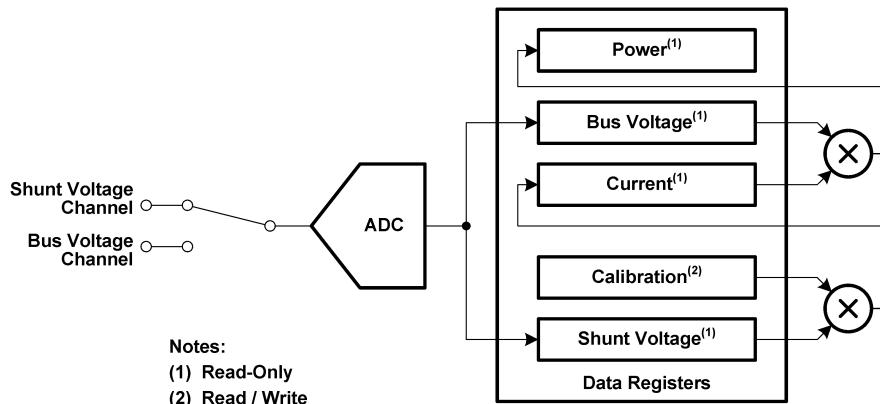 Power(1)
Bus Voltage(1)
Current(1)
Shunt Voltage
Channel
Bus Voltage
Channel
ADC
Calibration(2)
Shunt Voltage(1)
Data Registers
Notes:
(1) Read-Only
(2) Read / Write